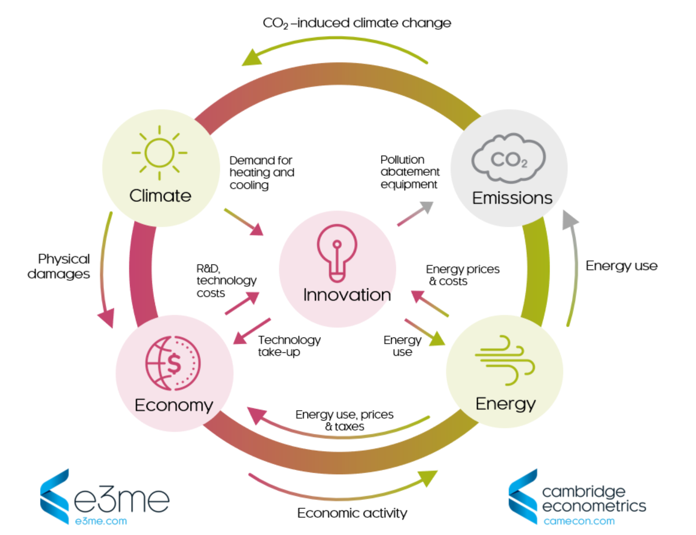 CO₂-induced climate change
Climate
Demand for
heating and
cooling
Pollution
abatement
equipment
CO₂
Emissions
Physical
damages
R&D,
technology
costs
Innovation
Energy prices
& costs
Energy use
Technology
take-up
Energy
use
$
Economy
Energy
Energy use, prices
& taxes
Economic activity
e3me
e3me.com
cambridge
econometrics
camecon.com